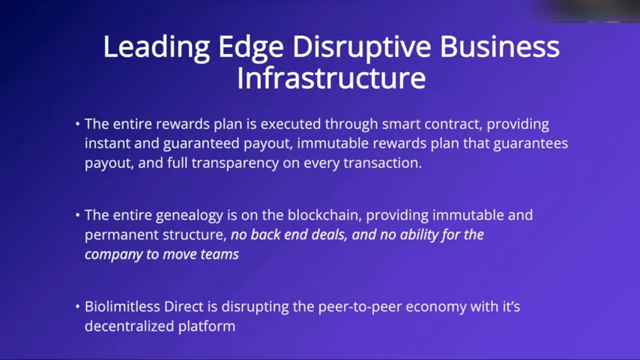 Leading Edge Disruptive Business
Infrastructure
• The entire rewards plan is executed through smart contract, providing
instant and guaranteed payout, immutable rewards plan that guarantees
payout, and full transparency on every transaction.
• The entire genealogy is on the blockchain, providing immutable and
permanent structure, no back end deals, and no ability for the
company to move teams
• Biolimitless Direct is disrupting the peer-to-peer economy with it’s
decentralized platform